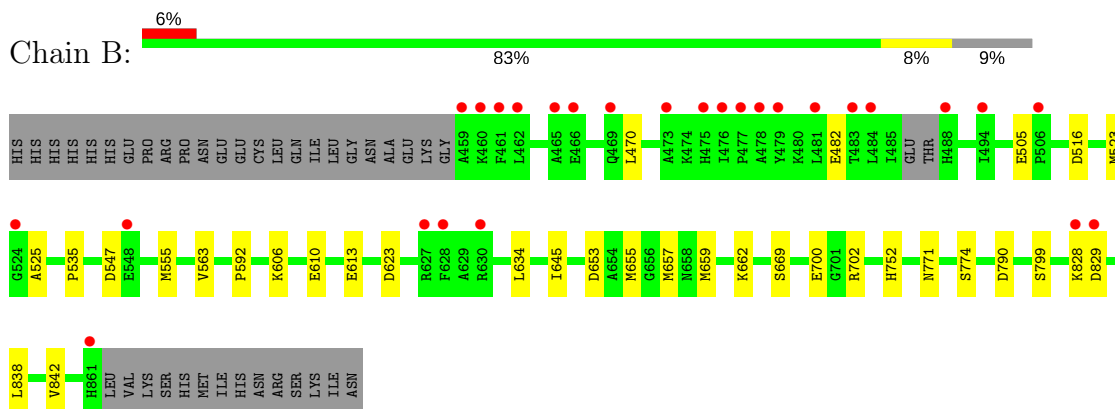 6%
Chain B:
83% 8% 9%
HIS HIS HIS HIS HIS HIS GLU PRO ARG PRO ASN GLU GLU CYS LEU GLN ILE LEU GLY ASN ALA GLU LYS GLY A459 K460 F461 L462 A465 E466 Q469 L470 A473 K474 H475 I476 P477 A478 Y479 K480 L481 E482 T483 L484 I485 GLU THR H488 I494 E505 P506 D516 M523
G524 A525 P535 D547 E548 M555 V563 P592 K606 E610 E613 D623 R627 F628 A629 R630 L634 I645 D653 A654 M655 G656 M657 N658 M659 K662 S669 E700 G701 R702 H752 N771 S774 D790 S799 K828 D829
L838 V842 H861 LEU VAL LYS SER HIS MET ILE HIS ASN ARG SER LYS ILE ASN